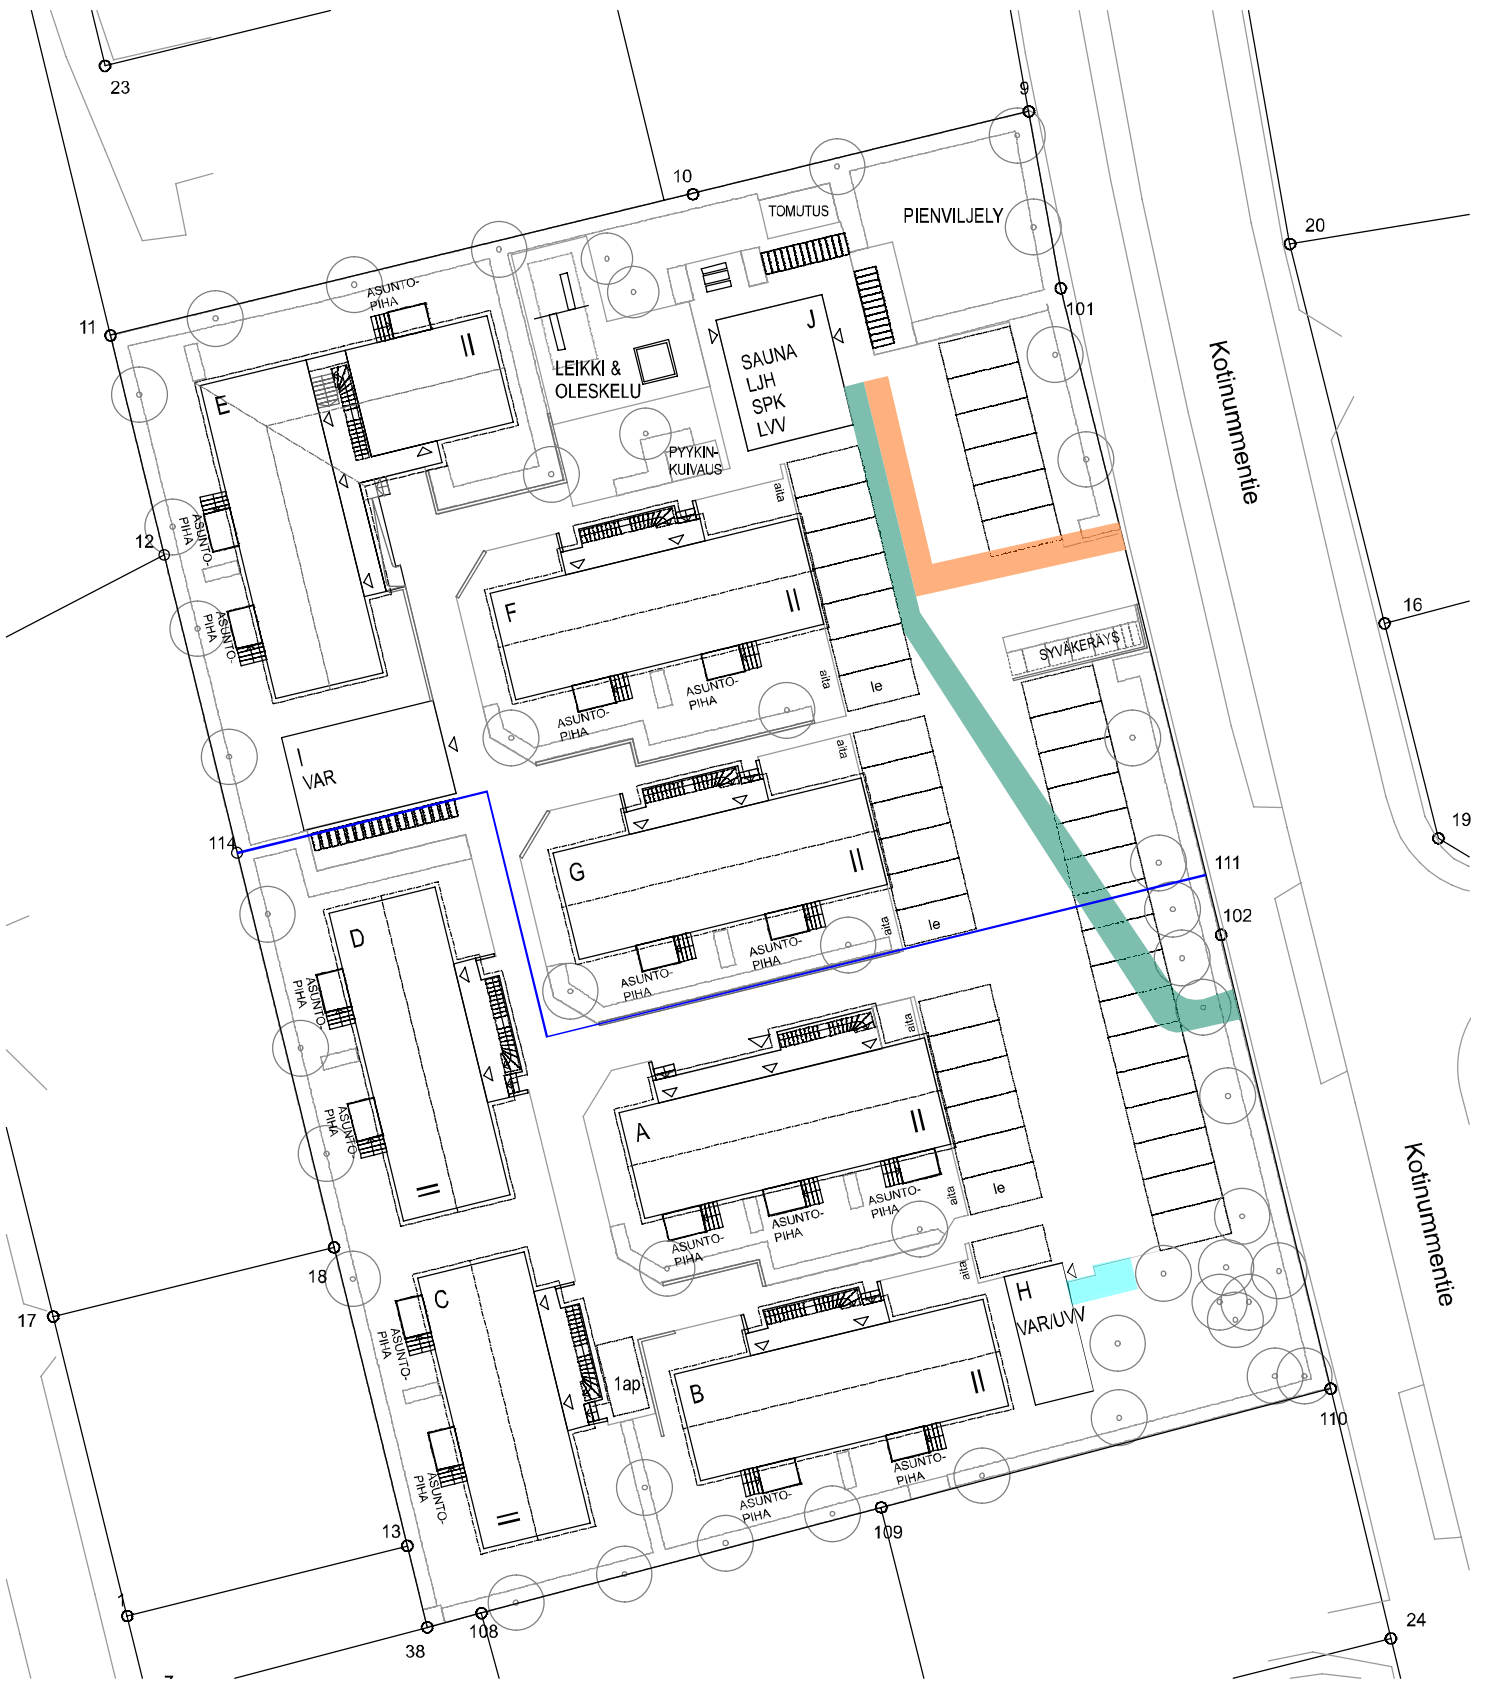 9
23
10
20
TOMUTUS
PIENVILJELY
ASUNTO-
PIHA
101
11
II
J
LEIKKI &
OLESKELU
SAUNA
LJH
SPK
LVV
Kotinummentie
E
PYYKIN-
KUIVAUS
aita
12
ASUNTO-
PIHA
F
II
16
ASUNTO-
PIHA
SYVÄKERÄYS
aita
le
ASUNTO-
PIHA
ASUNTO-
PIHA
I
VAR
aita
114
19
G
II
111
102
D
aita
le
ASUNTO-
PIHA
ASUNTO-
PIHA
ASUNTO-
PIHA
aita
A
II
ASUNTO-
PIHA
II
aita
le
ASUNTO-
PIHA
ASUNTO-
PIHA
ASUNTO-
PIHA
Kotinummentie
18
aita
17
C
H
VAR/UVV
ASUNTO-
PIHA
1ap
B
II
110
ASUNTO-
PIHA
ASUNTO-
PIHA
ASUNTO-
PIHA
II
109
13
1
108
38
24